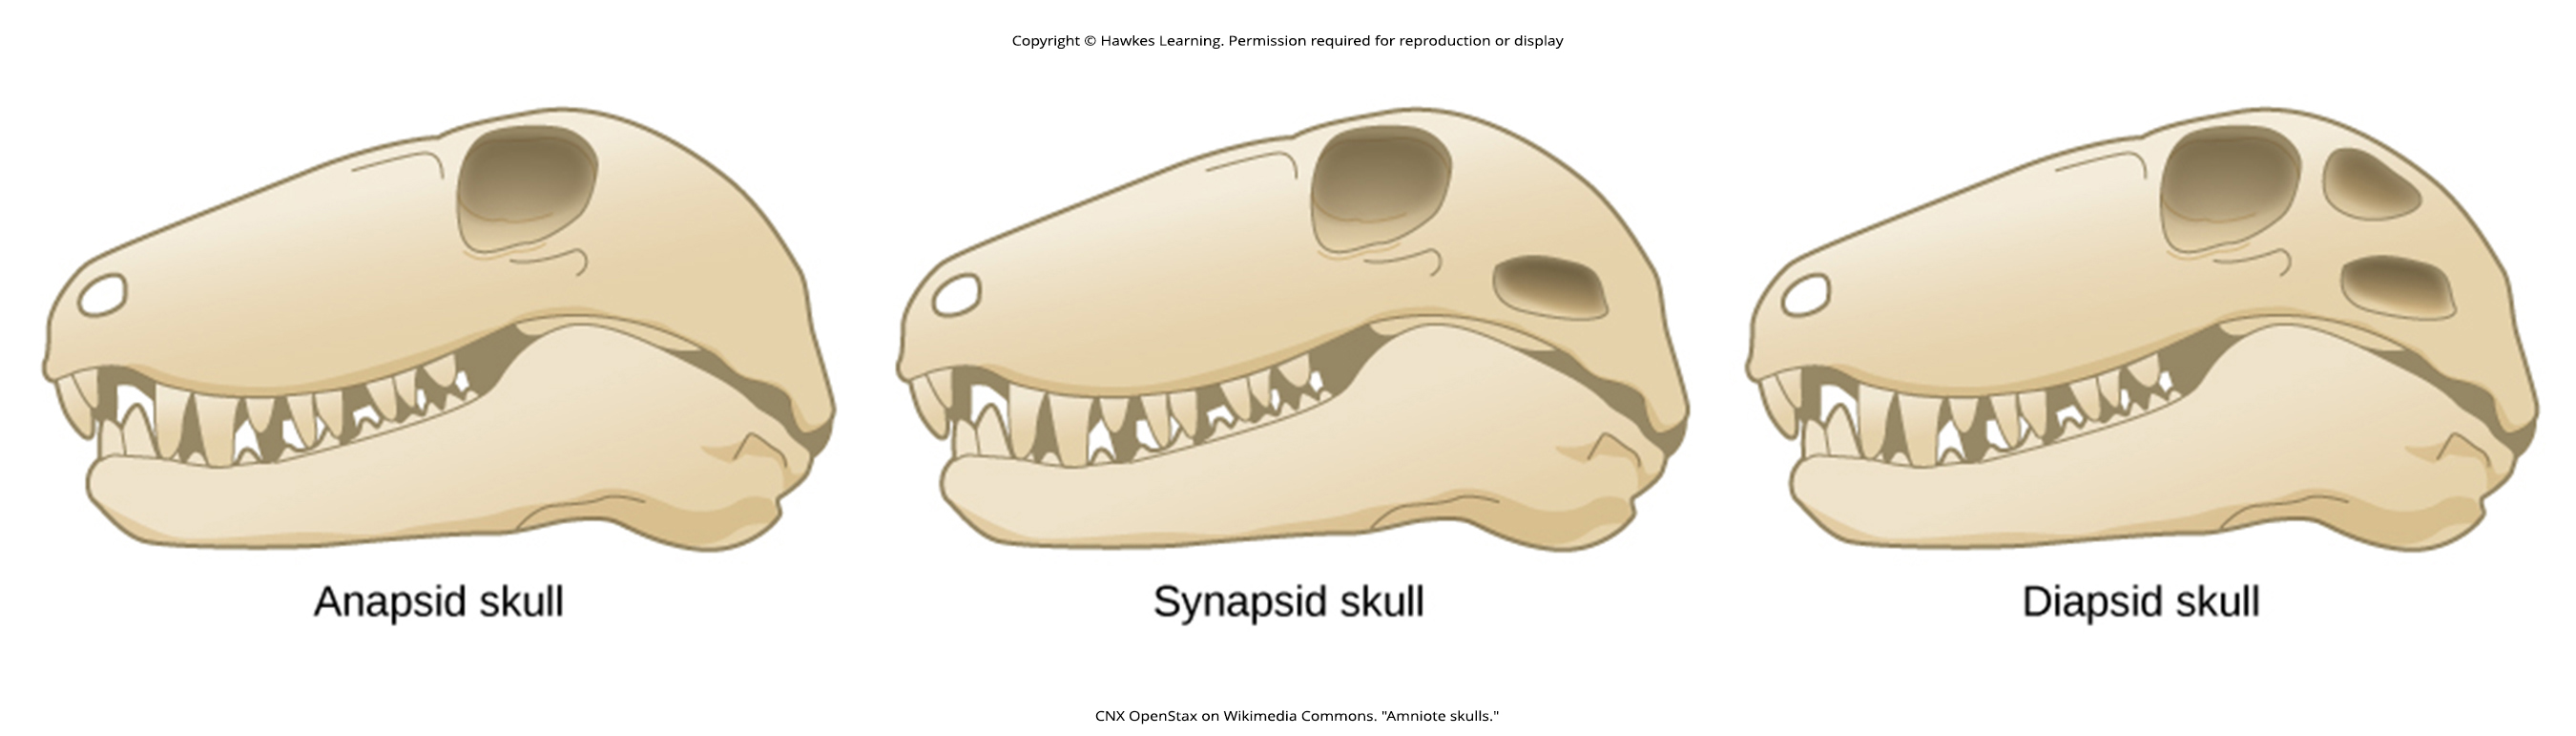 Copyright © Hawkes Learning. Permission required for reproduction or display
Anapsid skull
Synapsid skull
Diapsid skull
CNX OpenStax on Wikimedia Commons. "Amniote skulls."